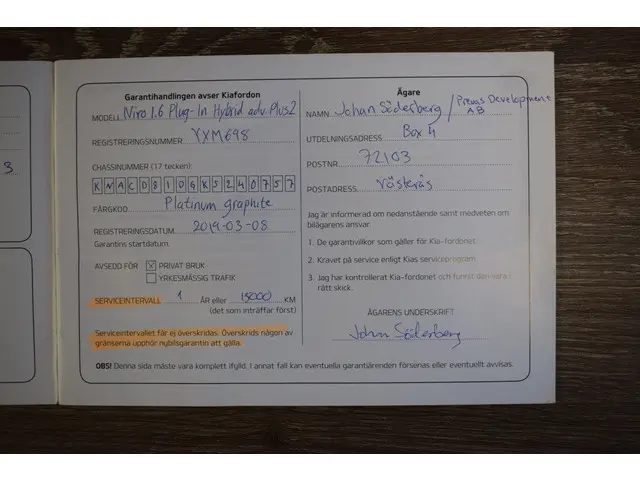 3
Garantihandlingen avser Kiafordon
MODELL Niro 1.6 Plug-In Hybrid adv. Plus2
REGISTRERINGSNUMMER YXM698
CHASSINUMMER (17 tecken):
KNACD81DGK5240757
FÄRGKOD Platinum graphite
REGISTRERINGSDATUM 2019-03-08
Garantins startdatum.
AVSEDD FÖR X PRIVAT BRUK
YRKESMÄSSIG TRAFIK
SERVICEINTERVALL 1 ÅR eller 15000 KM
(det som inträffar först)
Serviceintervallet får ej överskridas. Överskrids någon av
gränserna upphör nybilsgarantin att gälla.
Ägare
NAMN Johan Söderberg / Prevas Development AB
UTDELNINGSADRESS Box 4
POSTNR 72103
POSTADRESS Västerås
Jag är informerad om nedanstående samt medveten om
bilägarens ansvar.
1. De garantivillkor som gäller för Kia-fordonet.
2. Kravet på service enligt Kias serviceprogram.
3. Jag har kontrollerat Kia-fordonet och funnit den vara i
rätt skick.
ÄGARENS UNDERSKRIFT
Johan Söderberg
OBS! Denna sida måste vara komplett ifylld. I annat fall kan eventuella garantiärenden försenas eller eventuellt avvisas.